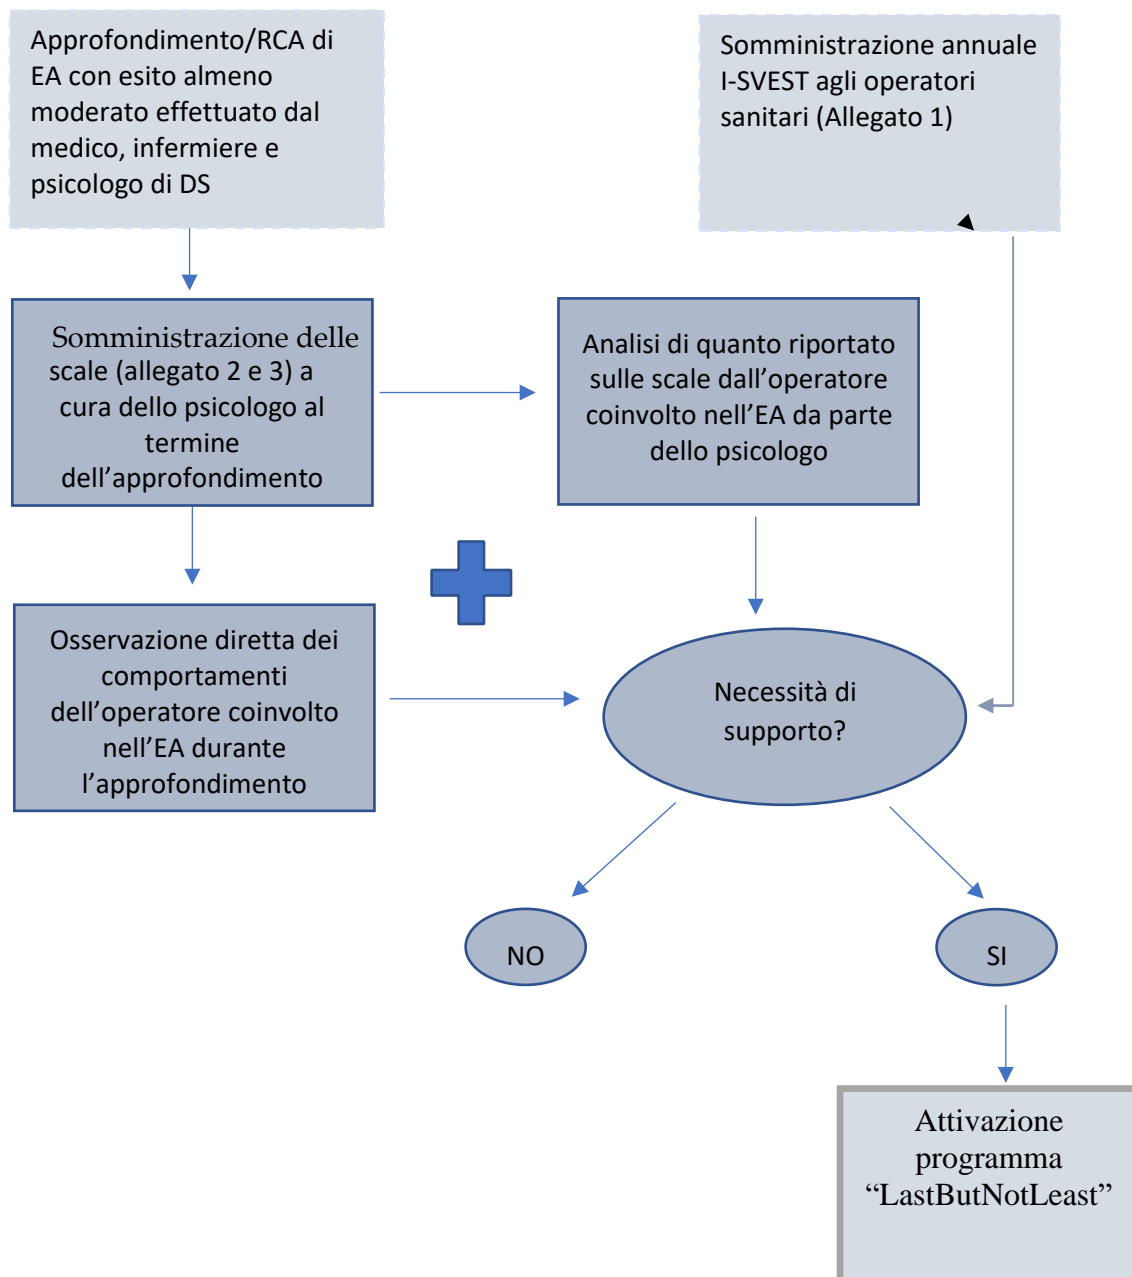 Approfondimento/RCA di
EA con esito almeno
moderato effettuato dal
medico, infermiere e
psicologo di DS
Somministrazione annuale
I-SVEST agli operatori
sanitari (Allegato 1)
Somministrazione delle
scale (allegato 2 e 3) a
cura dello psicologo al
termine
dell’approfondimento
Analisi di quanto riportato
sulle scale dall’operatore
coinvolto nell’EA da parte
dello psicologo
Osservazione diretta dei
comportamenti
dell’operatore coinvolto
nell’EA durante
l’approfondimento
Necessità di
supporto?
NO
SI
Attivazione
programma
“LastButNotLeast”